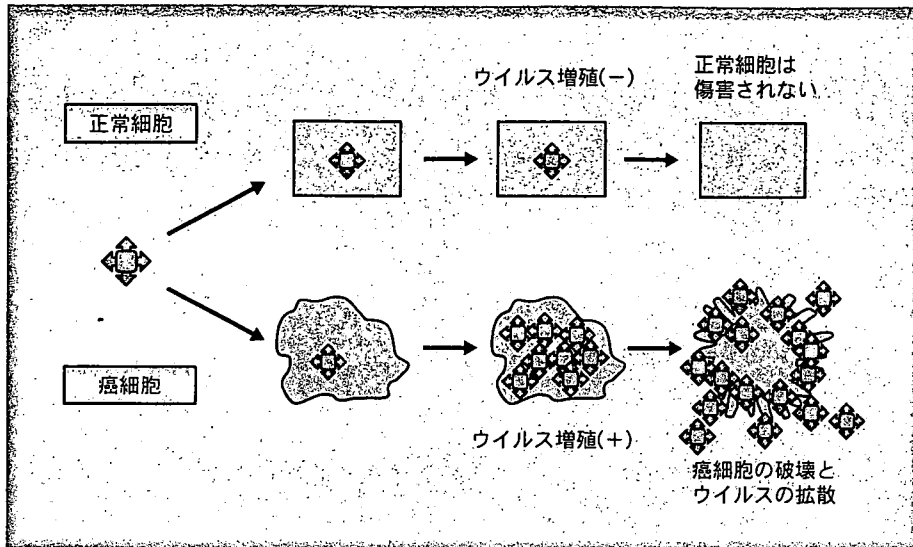 正常細胞
ウイルス増殖(−)
正常細胞は
傷害されない
癌細胞
ウイルス増殖(+)
癌細胞の破壊と
ウイルスの拡散